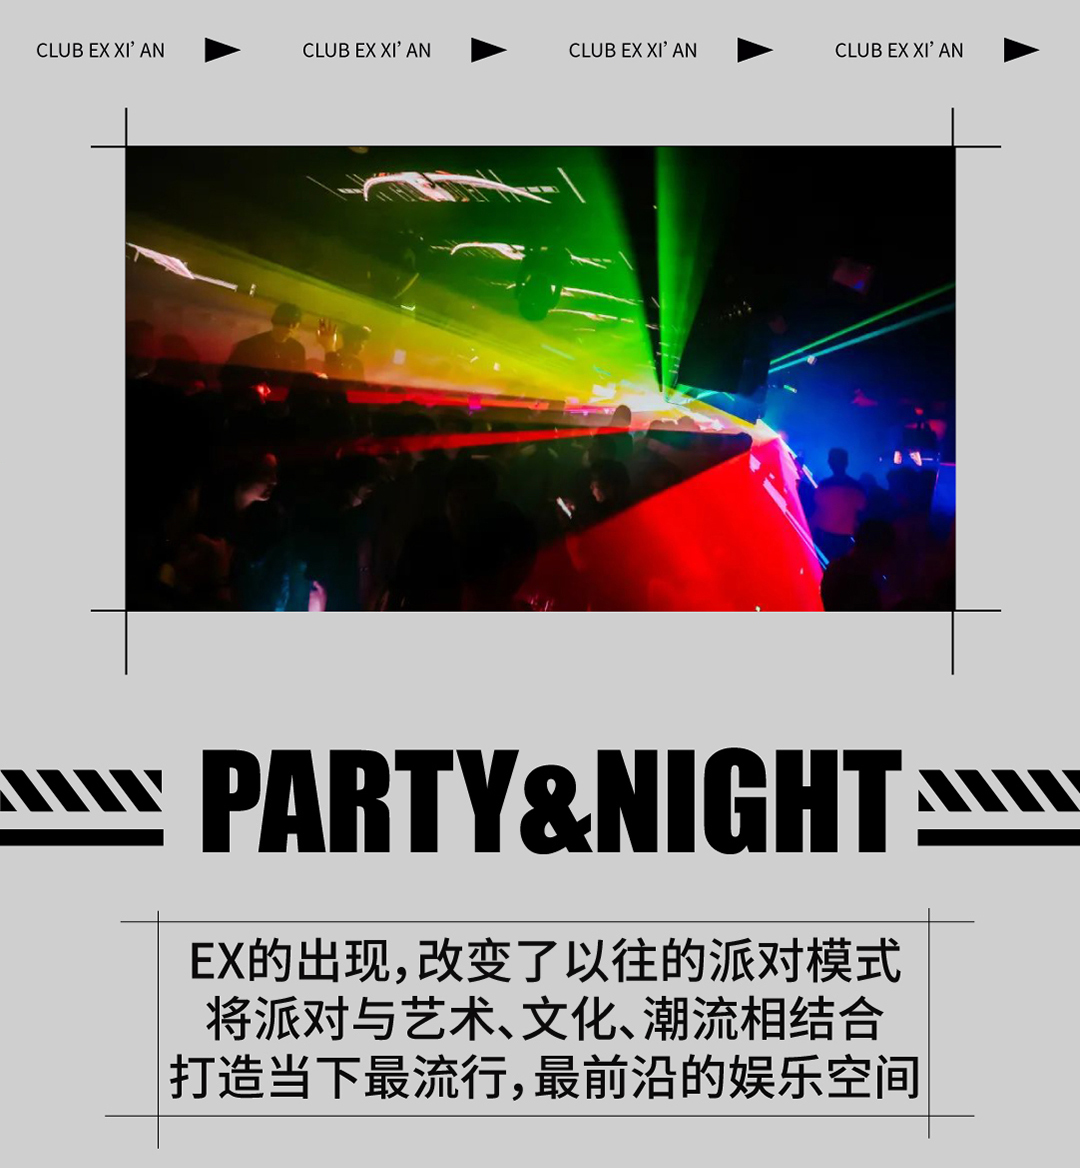 CLUB EX XI’ AN CLUB EX XI’ AN CLUB EX XI’ AN CLUB EX XI’ AN
PARTY&NIGHT
EX的出现，改变了以往的派对模式
将派对与艺术、文化、潮流相结合
打造当下最流行，最前沿的娱乐空间